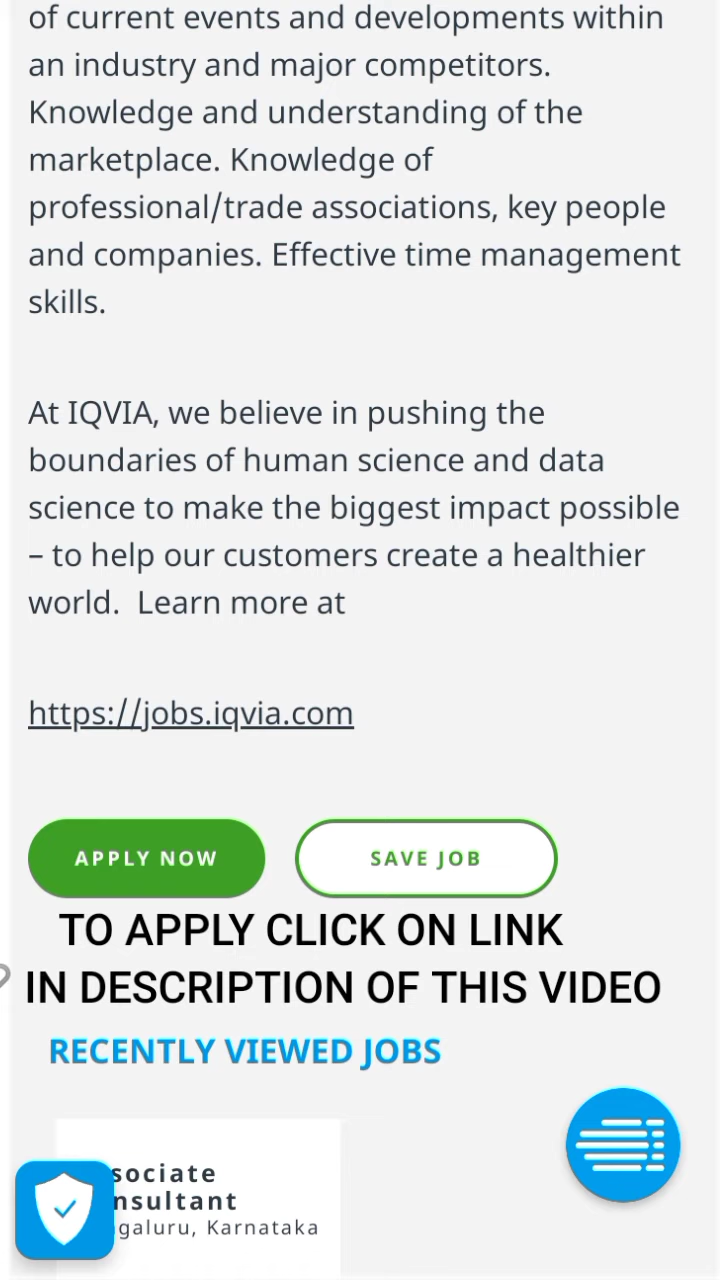 of current events and developments within
an industry and major competitors.
Knowledge and understanding of the
marketplace. Knowledge of
professional/trade associations, key people
and companies. Effective time management
skills.
At IQVIA, we believe in pushing the
boundaries of human science and data
science to make the biggest impact possible
– to help our customers create a healthier
world.  Learn more at
https://jobs.iqvia.com
APPLY NOW
SAVE JOB
TO APPLY CLICK ON LINK
IN DESCRIPTION OF THIS VIDEO
RECENTLY VIEWED JOBS
sociate
nsultant
galuru, Karnataka